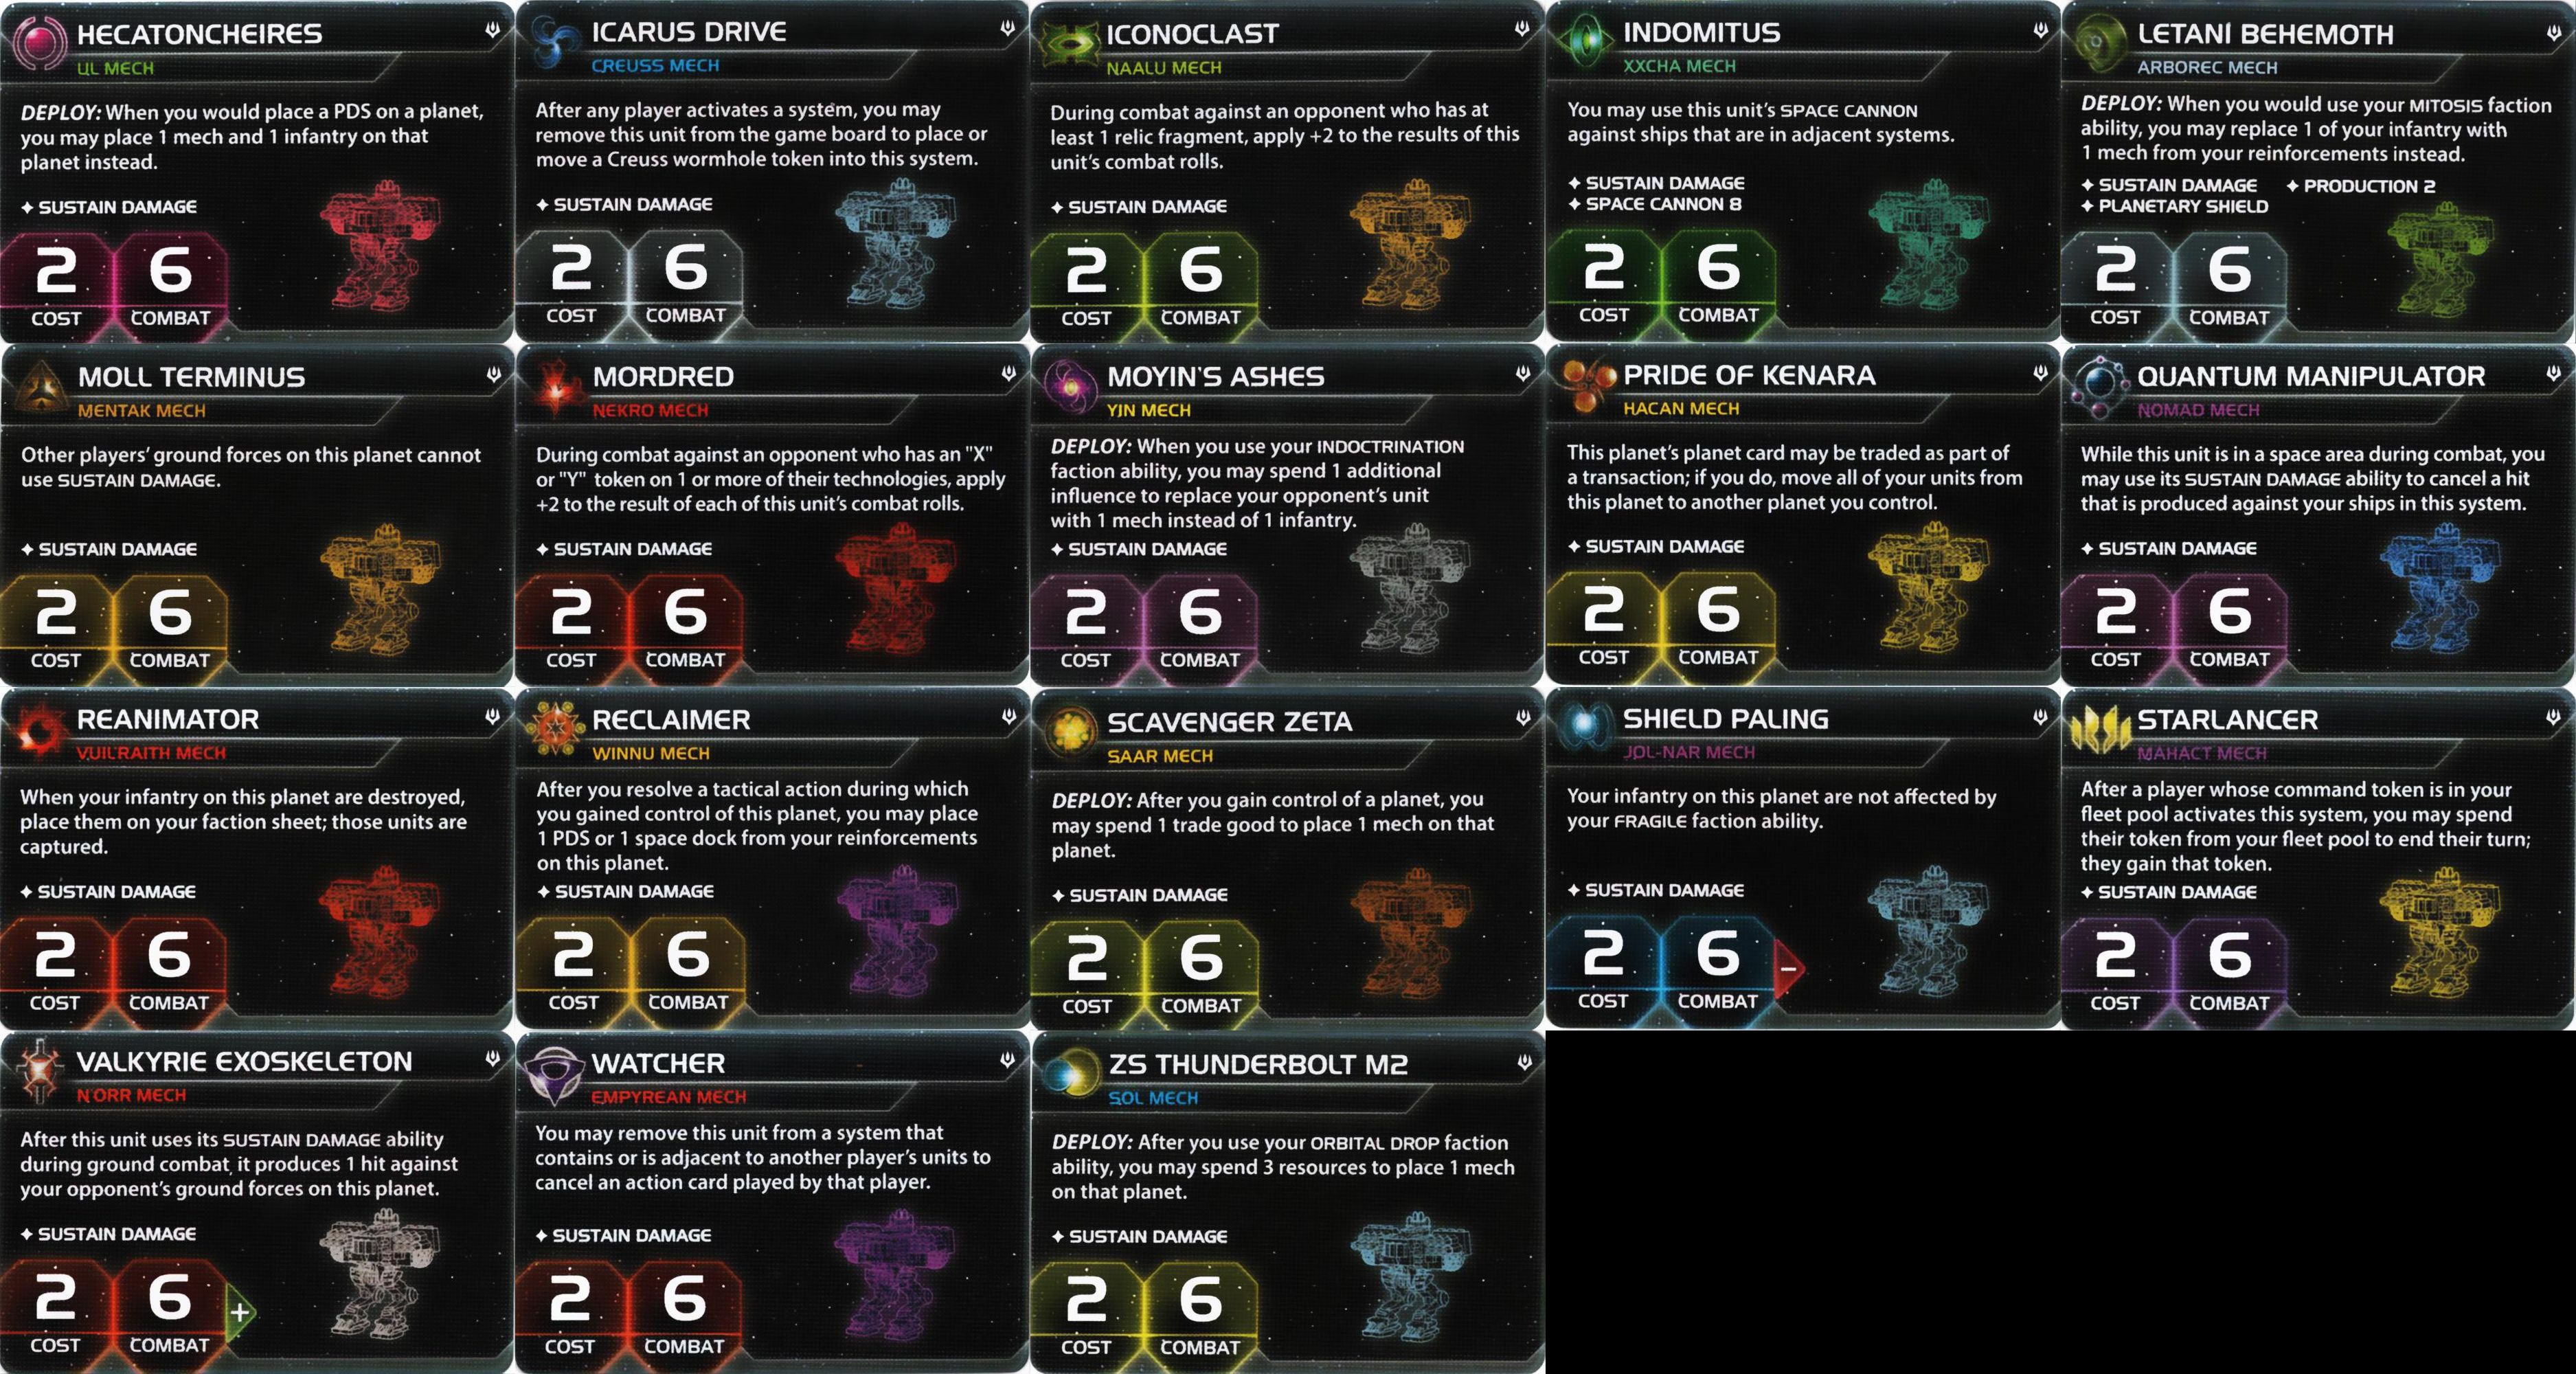 HECATONCHEIRES
UL MECH
DEPLOY: When you would place a PDS on a planet,
you may place 1 mech and 1 infantry on that
planet instead.
✦ SUSTAIN DAMAGE
2 6
COST COMBAT
ICARUS DRIVE
CREUSS MECH
After any player activates a system, you may
remove this unit from the game board to place or
move a Creuss wormhole token into this system.
✦ SUSTAIN DAMAGE
2 6
COST COMBAT
ICONOCLAST
NAALU MECH
During combat against an opponent who has at
least 1 relic fragment, apply +2 to the results of this
unit's combat rolls.
✦ SUSTAIN DAMAGE
2 6
COST COMBAT
INDOMITUS
XXCHA MECH
You may use this unit's SPACE CANNON
against ships that are in adjacent systems.
✦ SUSTAIN DAMAGE
✦ SPACE CANNON 8
2 6
COST COMBAT
LETANI BEHEMOTH
ARBOREC MECH
DEPLOY: When you would use your MITOSIS faction
ability, you may replace 1 of your infantry with
1 mech from your reinforcements instead.
✦ SUSTAIN DAMAGE ✦ PRODUCTION 2
✦ PLANETARY SHIELD
2 6
COST COMBAT
MOLL TERMINUS
MENTAK MECH
Other players' ground forces on this planet cannot
use SUSTAIN DAMAGE.
✦ SUSTAIN DAMAGE
2 6
COST COMBAT
MORDRED
NEKRO MECH
During combat against an opponent who has an "X"
or "Y" token on 1 or more of their technologies, apply
+2 to the result of each of this unit's combat rolls.
✦ SUSTAIN DAMAGE
2 6
COST COMBAT
MOYIN'S ASHES
YIN MECH
DEPLOY: When you use your INDOCTRINATION
faction ability, you may spend 1 additional
influence to replace your opponent's unit
with 1 mech instead of 1 infantry.
✦ SUSTAIN DAMAGE
2 6
COST COMBAT
PRIDE OF KENARA
HACAN MECH
This planet's planet card may be traded as part of
a transaction; if you do, move all of your units from
this planet to another planet you control.
✦ SUSTAIN DAMAGE
2 6
COST COMBAT
QUANTUM MANIPULATOR
NOMAD MECH
While this unit is in a space area during combat, you
may use its SUSTAIN DAMAGE ability to cancel a hit
that is produced against your ships in this system.
✦ SUSTAIN DAMAGE
2 6
COST COMBAT
REANIMATOR
VUIL'RAITH MECH
When your infantry on this planet are destroyed,
place them on your faction sheet; those units are
captured.
✦ SUSTAIN DAMAGE
2 6
COST COMBAT
RECLAIMER
WINNU MECH
After you resolve a tactical action during which
you gained control of this planet, you may place
1 PDS or 1 space dock from your reinforcements
on this planet.
✦ SUSTAIN DAMAGE
2 6
COST COMBAT
SCAVENGER ZETA
SAAR MECH
DEPLOY: After you gain control of a planet, you
may spend 1 trade good to place 1 mech on that
planet.
✦ SUSTAIN DAMAGE
2 6
COST COMBAT
SHIELD PALING
JOL-NAR MECH
Your infantry on this planet are not affected by
your FRAGILE faction ability.
✦ SUSTAIN DAMAGE
2 6 −
COST COMBAT
STARLANCER
MAHACT MECH
After a player whose command token is in your
fleet pool activates this system, you may spend
their token from your fleet pool to end their turn;
they gain that token.
✦ SUSTAIN DAMAGE
2 6
COST COMBAT
VALKYRIE EXOSKELETON
N'ORR MECH
After this unit uses its SUSTAIN DAMAGE ability
during ground combat, it produces 1 hit against
your opponent's ground forces on this planet.
✦ SUSTAIN DAMAGE
2 6 +
COST COMBAT
WATCHER
EMPYREAN MECH
You may remove this unit from a system that
contains or is adjacent to another player's units to
cancel an action card played by that player.
✦ SUSTAIN DAMAGE
2 6
COST COMBAT
ZS THUNDERBOLT M2
SOL MECH
DEPLOY: After you use your ORBITAL DROP faction
ability, you may spend 3 resources to place 1 mech
on that planet.
✦ SUSTAIN DAMAGE
2 6
COST COMBAT